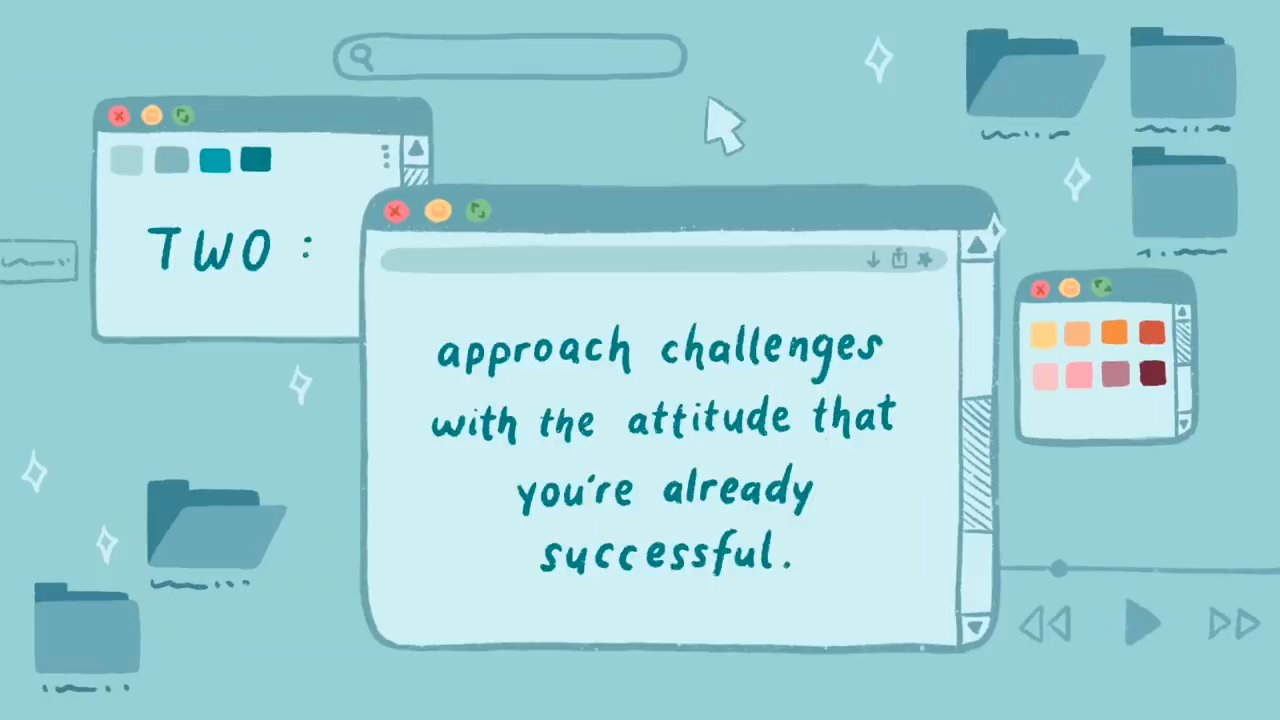 TWO :
approach challenges
with the attitude that
you're already
successful.